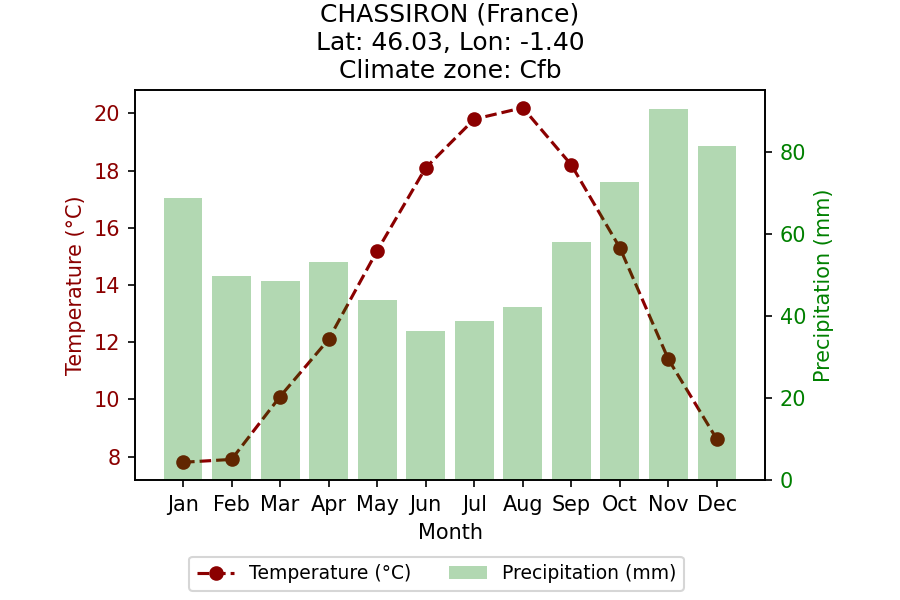 CHASSIRON (France)
Lat: 46.03, Lon: -1.40
Climate zone: Cfb
Temperature (°C)
20
18
16
14
12
10
8
Precipitation (mm)
80
60
40
20
0
Jan Feb Mar Apr May Jun Jul Aug Sep Oct Nov Dec
Month
Temperature (°C) Precipitation (mm)